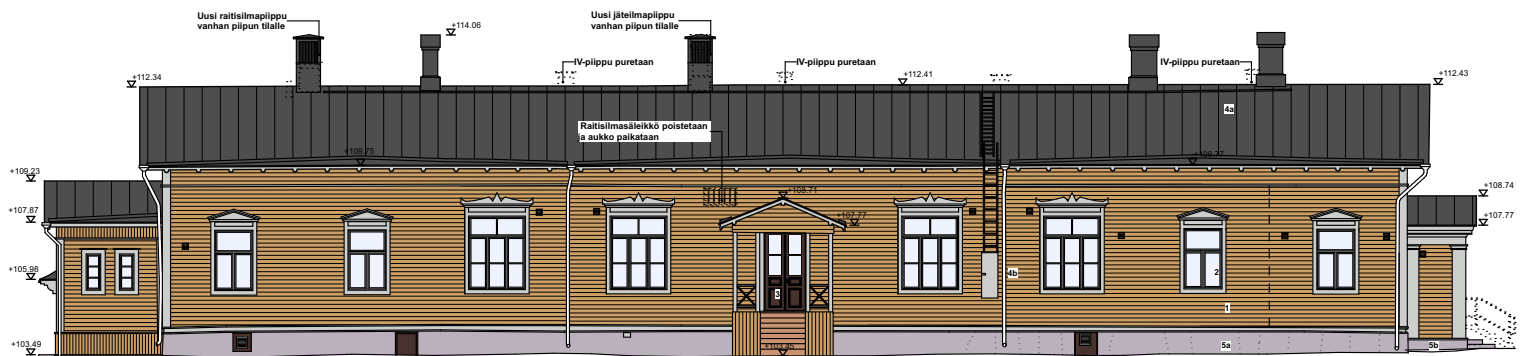 Uusi raitisilmapiippu
vanhan piipun tilalle
+114.06
Uusi jäteilmapiippu
vanhan piipun tilalle
IV-piippu puretaan
IV-piippu puretaan
IV-piippu puretaan
+112.34
+112.41
+112.43
4a
Raitisilmasäleikkö poistetaan
ja aukko paikataan
+109.75
+109.77
+109.23
+108.71
+108.74
+107.87
+107.77
+107.77
+105.98
4b
2
3
1
+103.49
+103.45
5a
5b